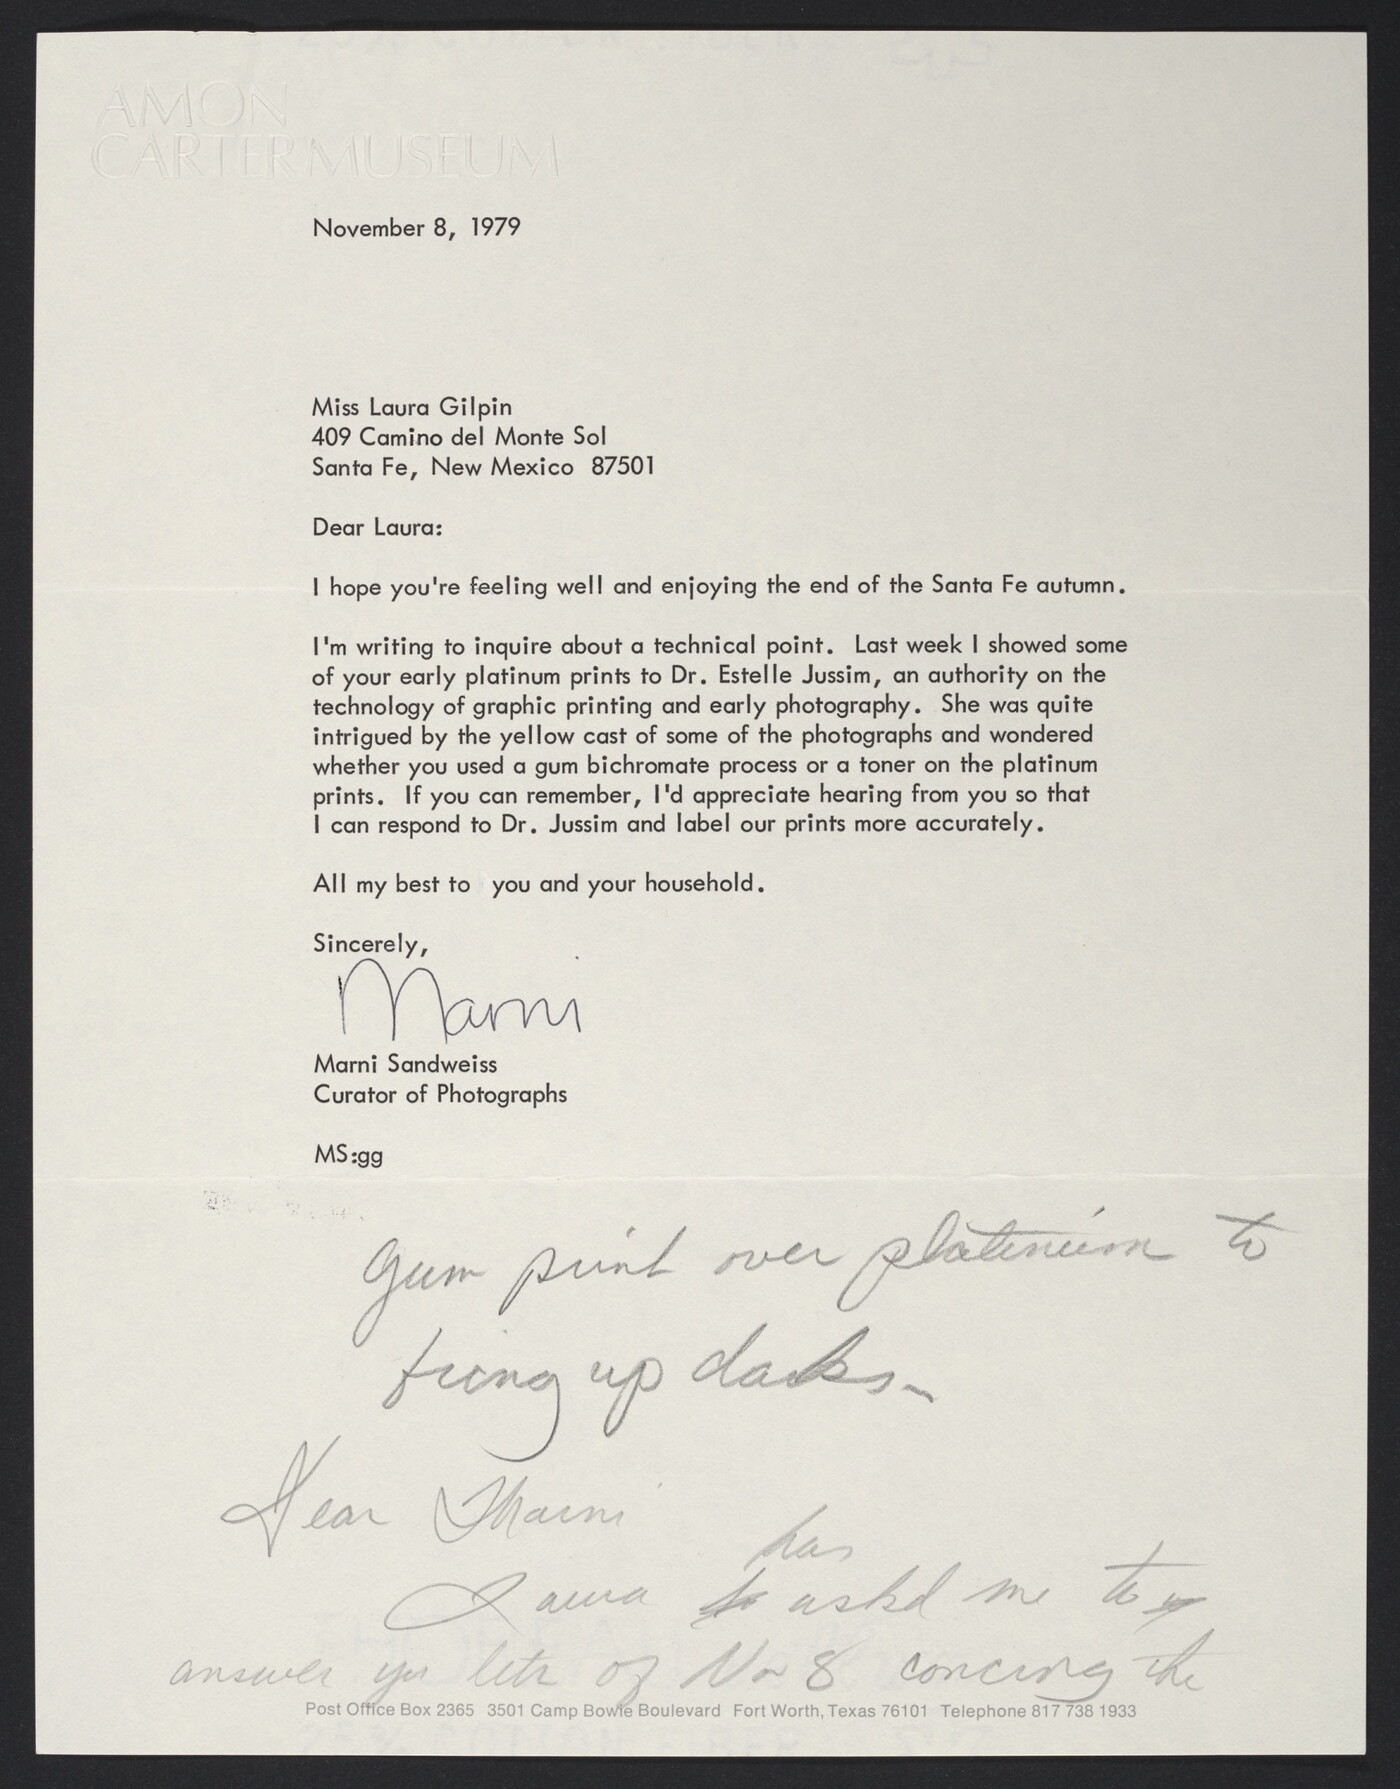 AMON
CARTER MUSEUM
November 8, 1979
Miss Laura Gilpin
409 Camino del Monte Sol
Santa Fe, New Mexico 87501
Dear Laura:
I hope you're feeling well and enjoying the end of the Santa Fe autumn.
I'm writing to inquire about a technical point. Last week I showed some
of your early platinum prints to Dr. Estelle Jussim, an authority on the
technology of graphic printing and early photography. She was quite
intrigued by the yellow cast of some of the photographs and wondered
whether you used a gum bichromate process or a toner on the platinum
prints. If you can remember, I'd appreciate hearing from you so that
I can respond to Dr. Jussim and label our prints more accurately.
All my best to you and your household.
Sincerely,
Marni
Marni Sandweiss
Curator of Photographs
MS:gg
Gum print over platinum to
bring up darks
Dear Marni
has
Laura askd me to
answer yr letr of Nov 8 concerng the
Post Office Box 2365 3501 Camp Bowie Boulevard Fort Worth, Texas 76101 Telephone 817 738 1933